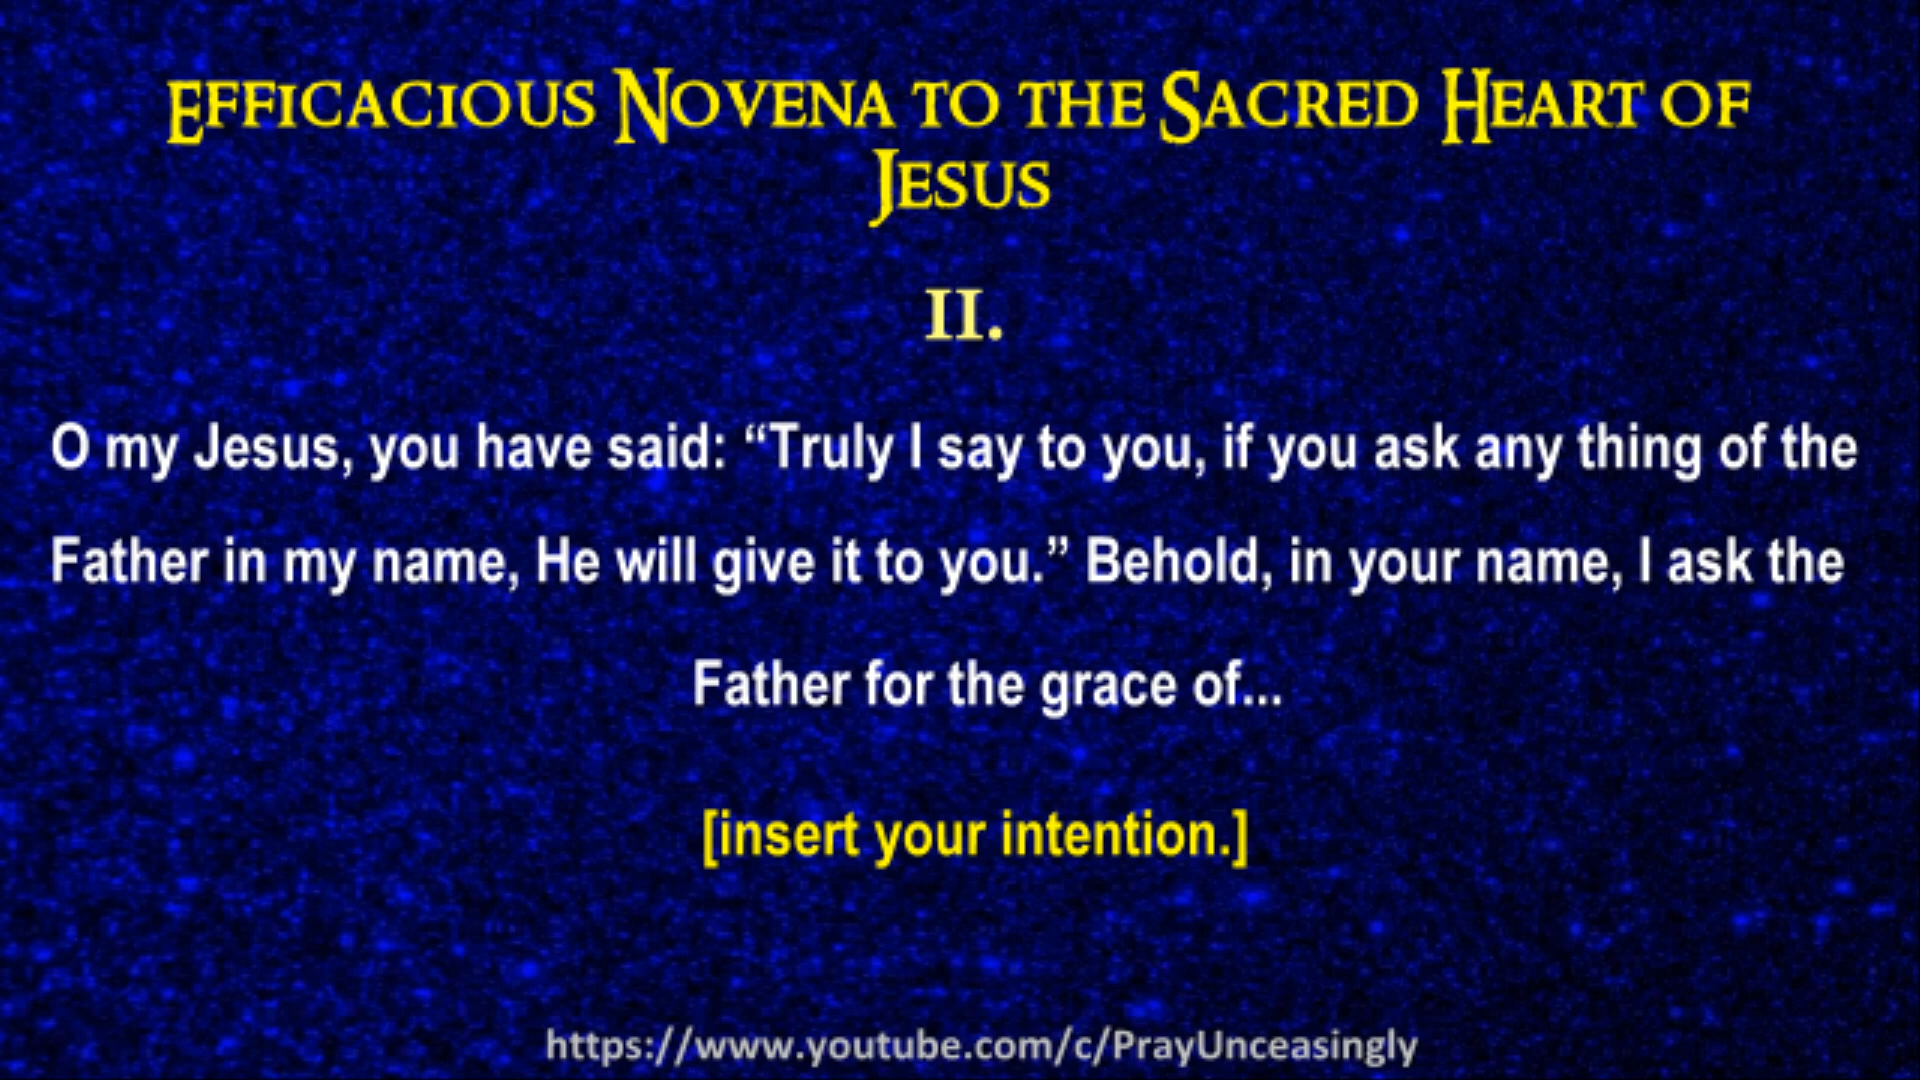 Efficacious Novena to the Sacred Heart of
Jesus
II.
O my Jesus, you have said: “Truly I say to you, if you ask any thing of the
Father in my name, He will give it to you.” Behold, in your name, I ask the
Father for the grace of...
[insert your intention.]
https://www.youtube.com/c/PrayUnceasingly